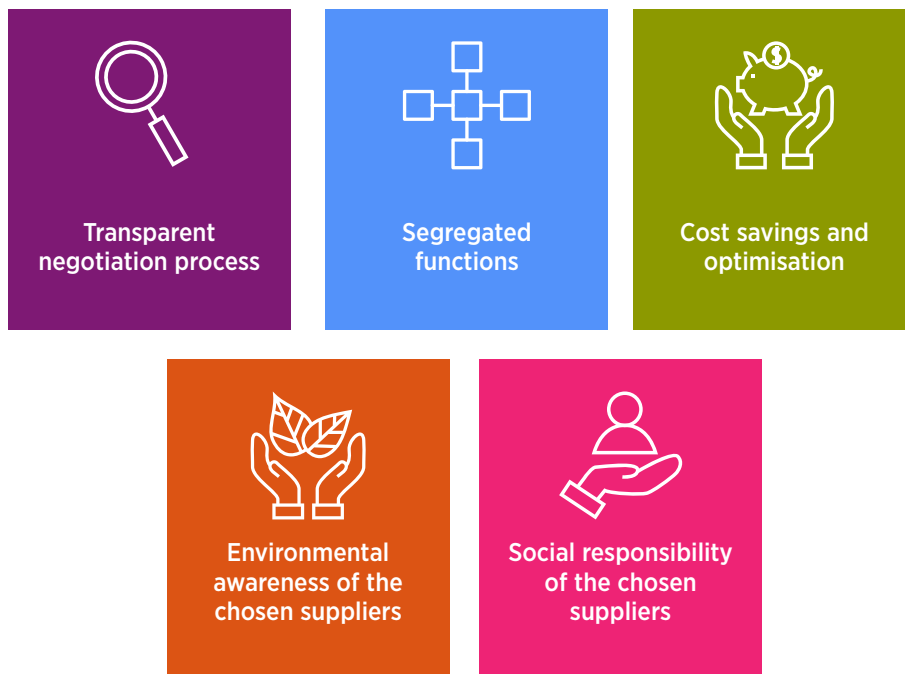 Transparent
negotiation process
Segregated
functions
Cost savings and
optimisation
Environmental
awareness of the
chosen suppliers
Social responsibility
of the chosen
suppliers